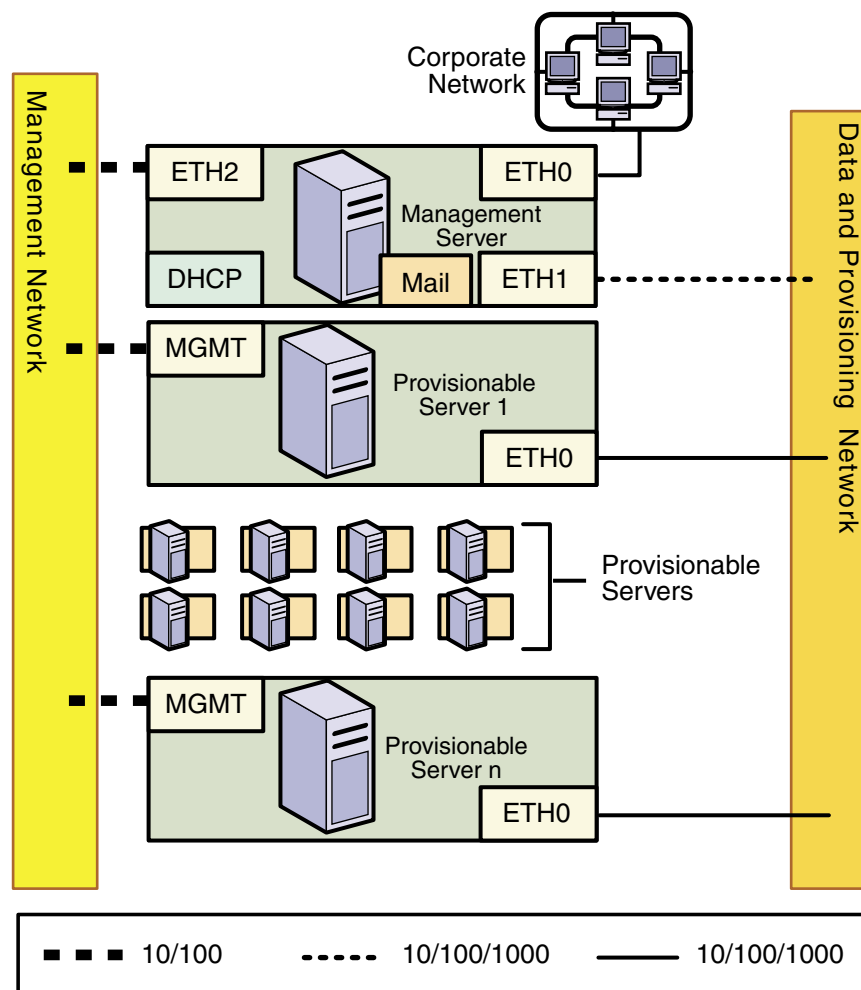 Corporate
Network
Management Network
Data and Provisioning Network
ETH2
ETH0
Management
Server
DHCP
Mail
ETH1
MGMT
Provisionable
Server 1
ETH0
Provisionable
Servers
MGMT
Provisionable
Server n
ETH0
10/100
10/100/1000
10/100/1000